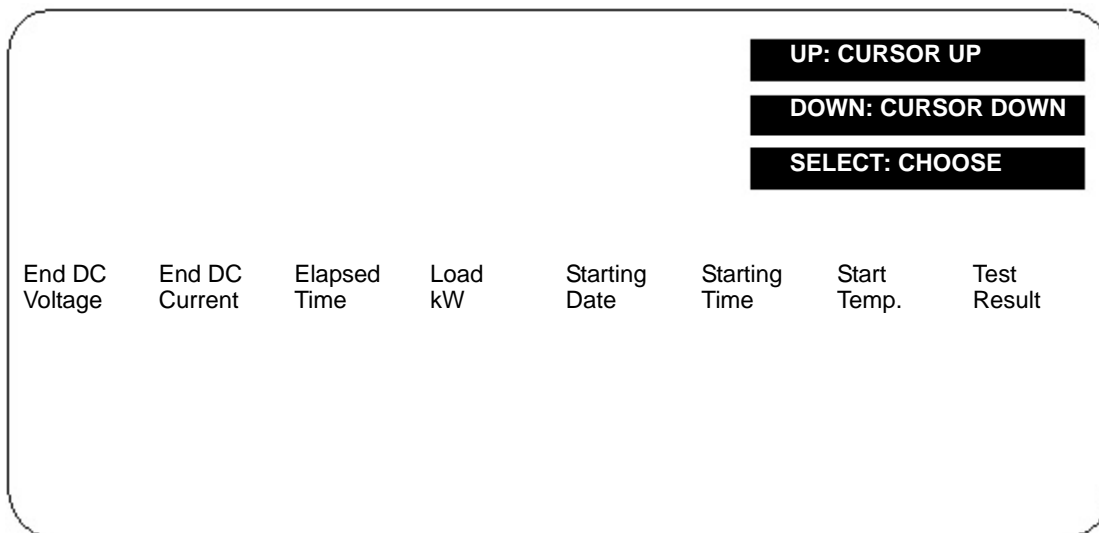 UP: CURSOR UP
DOWN: CURSOR DOWN
SELECT: CHOOSE
End DC End DC Elapsed Load Starting Starting Start Test
Voltage Current Time kW Date Time Temp. Result